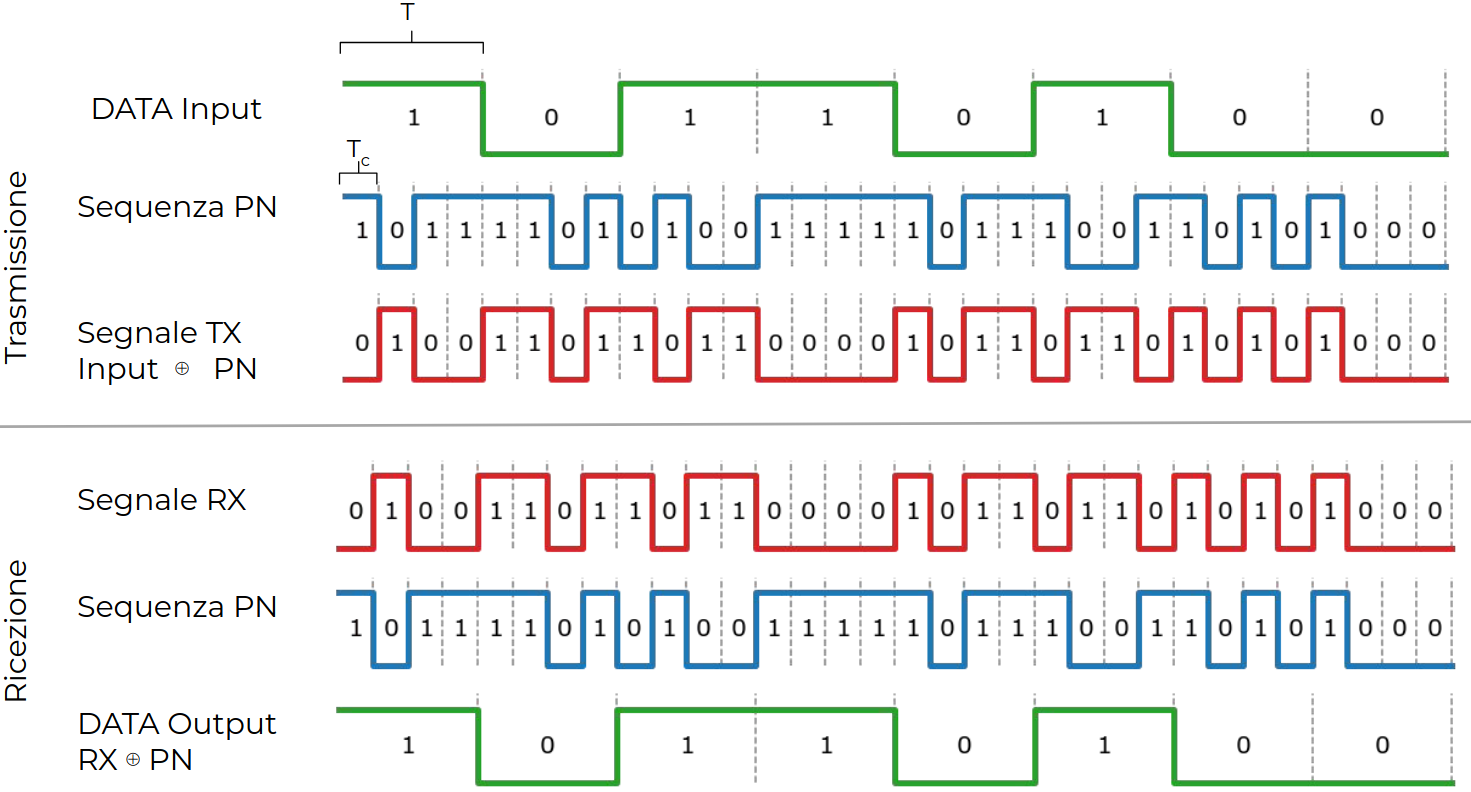 T
DATA Input
1 0 1 1 0 1 0 0
Tc
Trasmissione
Sequenza PN
1 0 1 1 1 1 0 1 0 1 0 0 1 1 1 1 1 0 1 1 1 0 0 1 1 0 1 0 1 0 0 0
Segnale TX
Input ⊕ PN
0 1 0 0 1 1 0 1 1 0 1 1 0 0 0 0 1 0 1 1 0 1 1 0 1 0 1 0 1 0 0 0
Ricezione
Segnale RX
0 1 0 0 1 1 0 1 1 0 1 1 0 0 0 0 1 0 1 1 0 1 1 0 1 0 1 0 1 0 0 0
Sequenza PN
1 0 1 1 1 1 0 1 0 1 0 0 1 1 1 1 1 0 1 1 1 0 0 1 1 0 1 0 1 0 0 0
DATA Output
RX ⊕ PN
1 0 1 1 0 1 0 0